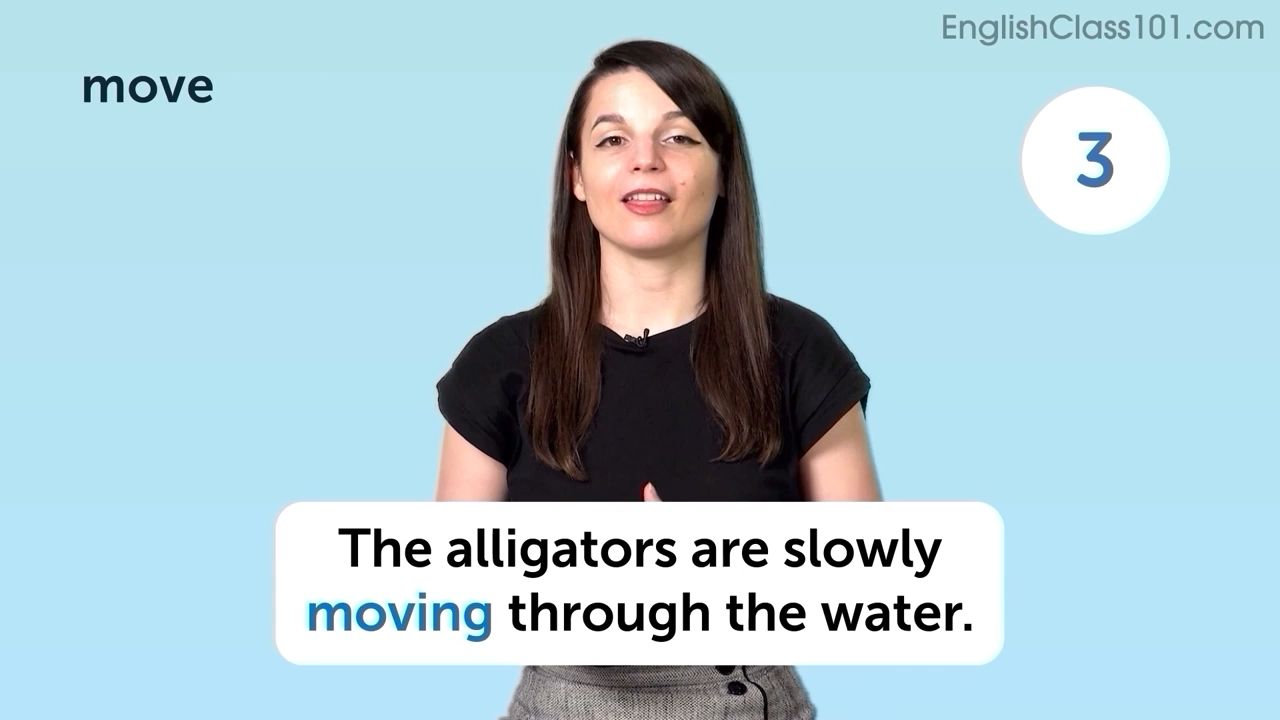 EnglishClass101.com
move
3
The alligators are slowly
moving through the water.